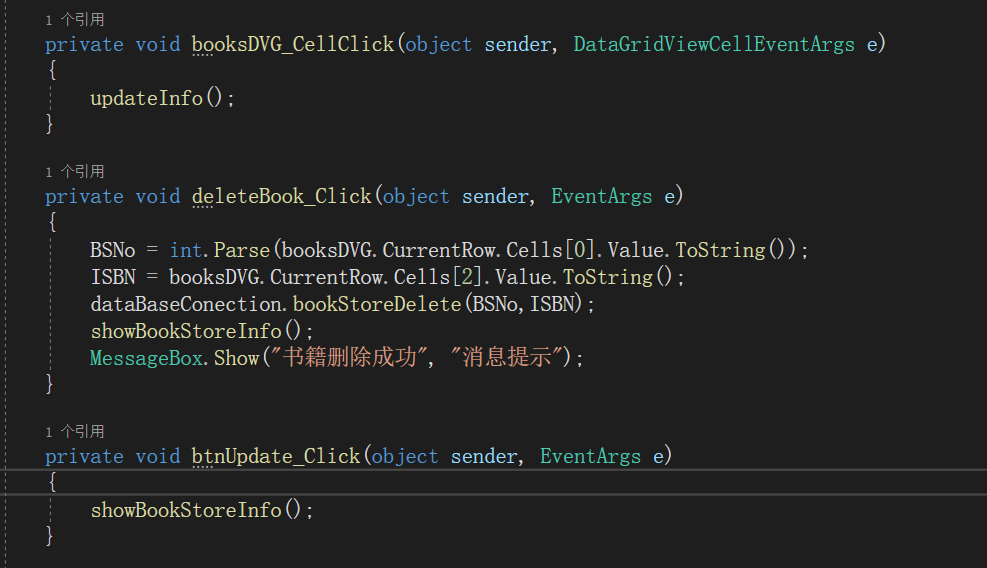 1 个引用
private void booksDVG_CellClick(object sender, DataGridViewCellEventArgs e)
{
updateInfo();
}
1 个引用
private void deleteBook_Click(object sender, EventArgs e)
{
BSNo = int.Parse(booksDVG.CurrentRow.Cells[0].Value.ToString());
ISBN = booksDVG.CurrentRow.Cells[2].Value.ToString();
dataBaseConection.bookStoreDelete(BSNo,ISBN);
showBookStoreInfo();
MessageBox.Show("书籍删除成功", "消息提示");
}
1 个引用
private void btnUpdate_Click(object sender, EventArgs e)
{
showBookStoreInfo();
}